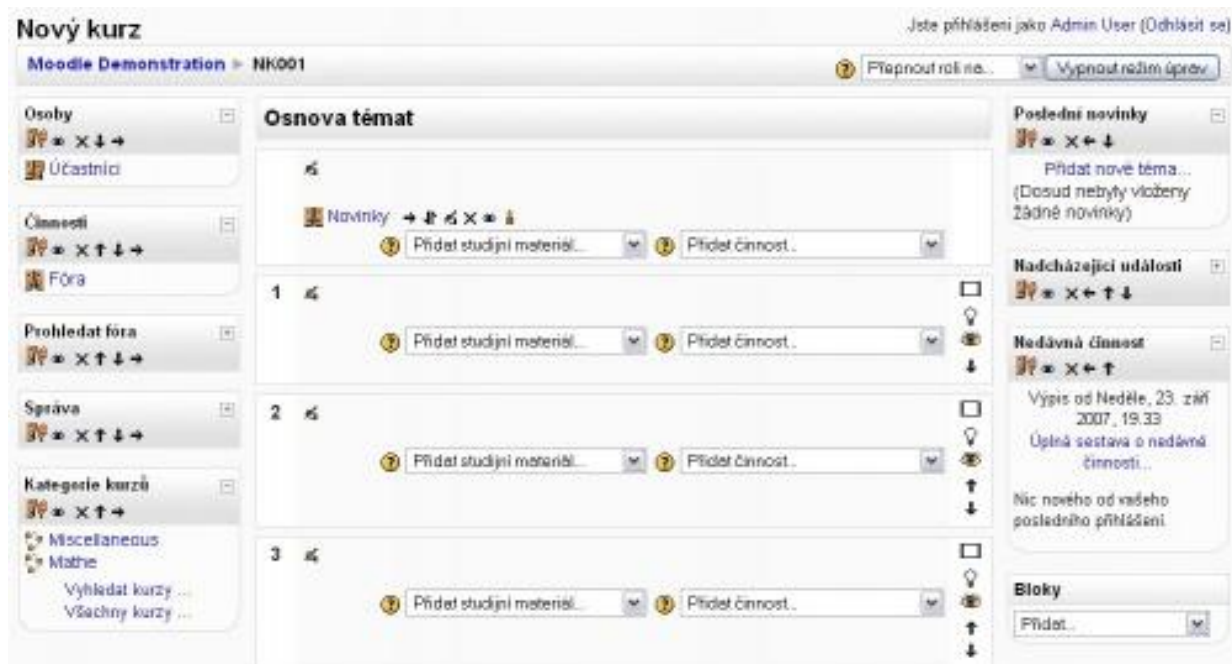 Nový kurz
Jste přihlášeni jako Admin User (Odhlásit se)
Moodle Demonstration ► NK001
Přepnout roli na...
Vypnout režim úprav
Osoby
Účastníci
Činnosti
Fóra
Prohledat fóra
Správa
Kategorie kurzů
Miscellaneous
Mathe
Vyhledat kurzy ...
Všechny kurzy ...
Osnova témat
Novinky
Přidat studijní materiál...
Přidat činnost...
1
Přidat studijní materiál...
Přidat činnost...
2
Přidat studijní materiál...
Přidat činnost...
3
Přidat studijní materiál...
Přidat činnost...
Poslední novinky
Přidat nové téma...
(Dosud nebyly vloženy
žádné novinky)
Nadcházející události
Nedávná činnost
Výpis od Neděle, 23. září
2007, 19.33
Úplná sestava o nedávné
činnosti...
Nic nového od vašeho
posledního přihlášení
Bloky
Přidat...